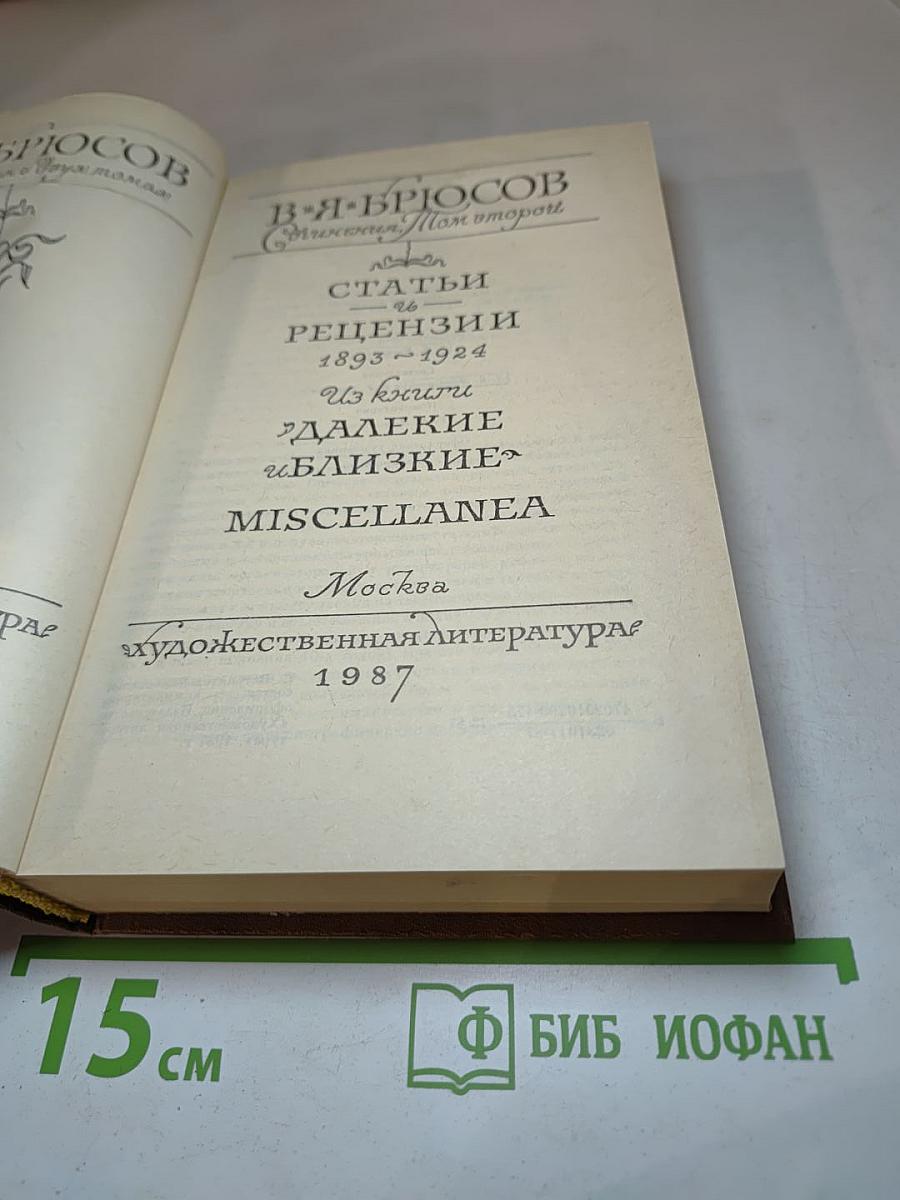 БРЮСОВ
В·Я·БРЮСОВ
Сочинения. Том второй
СТАТЬИ
и
РЕЦЕНЗИИ
1893~1924
Из книги
"ДАЛЕКИЕ
и БЛИЗКИЕ"
MISCELLANEA
Москва
"ХУДОЖЕСТВЕННАЯ ЛИТЕРАТУРА"
1987
15 см
Ф БИБ ИОФАН